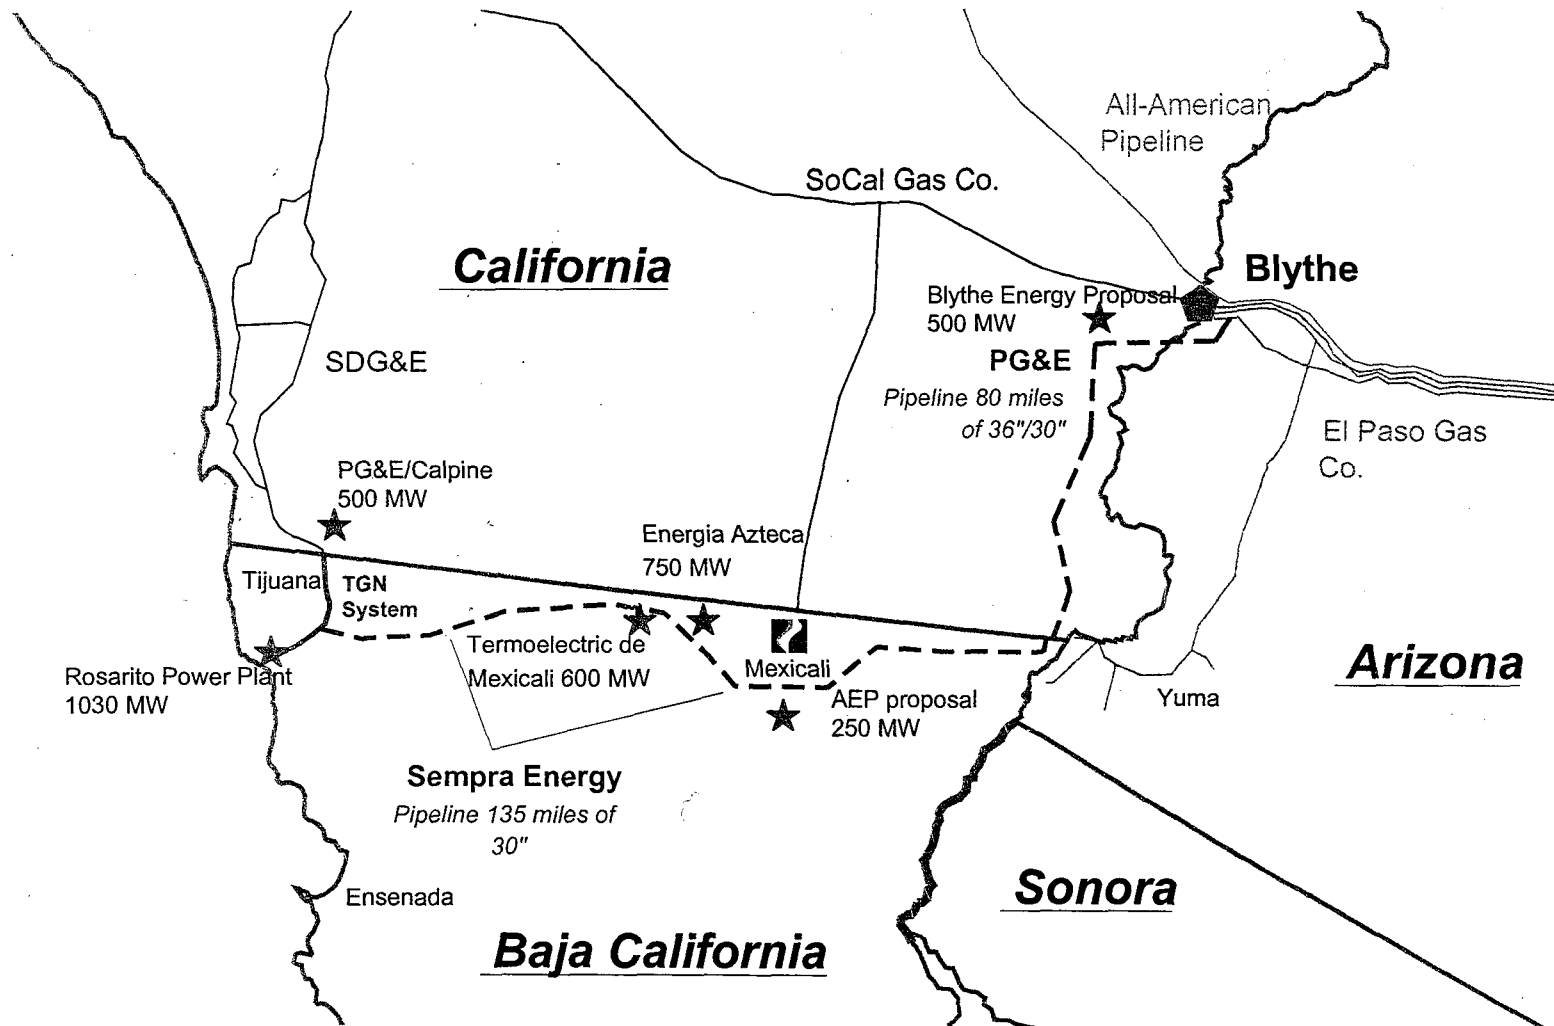 All-American
Pipeline
SoCal Gas Co.
California
Blythe
Blythe Energy Proposal
500 MW
PG&E
Pipeline 80 miles
of 36"/30"
SDG&E
El Paso Gas
Co.
PG&E/Calpine
500 MW
Energia Azteca
750 MW
Tijuana
TGN
System
Termoelectric de
Mexicali 600 MW
Mexicali
Rosarito Power Plant
1030 MW
AEP proposal
250 MW
Yuma
Arizona
Sempra Energy
Pipeline 135 miles of
30"
Ensenada
Sonora
Baja California